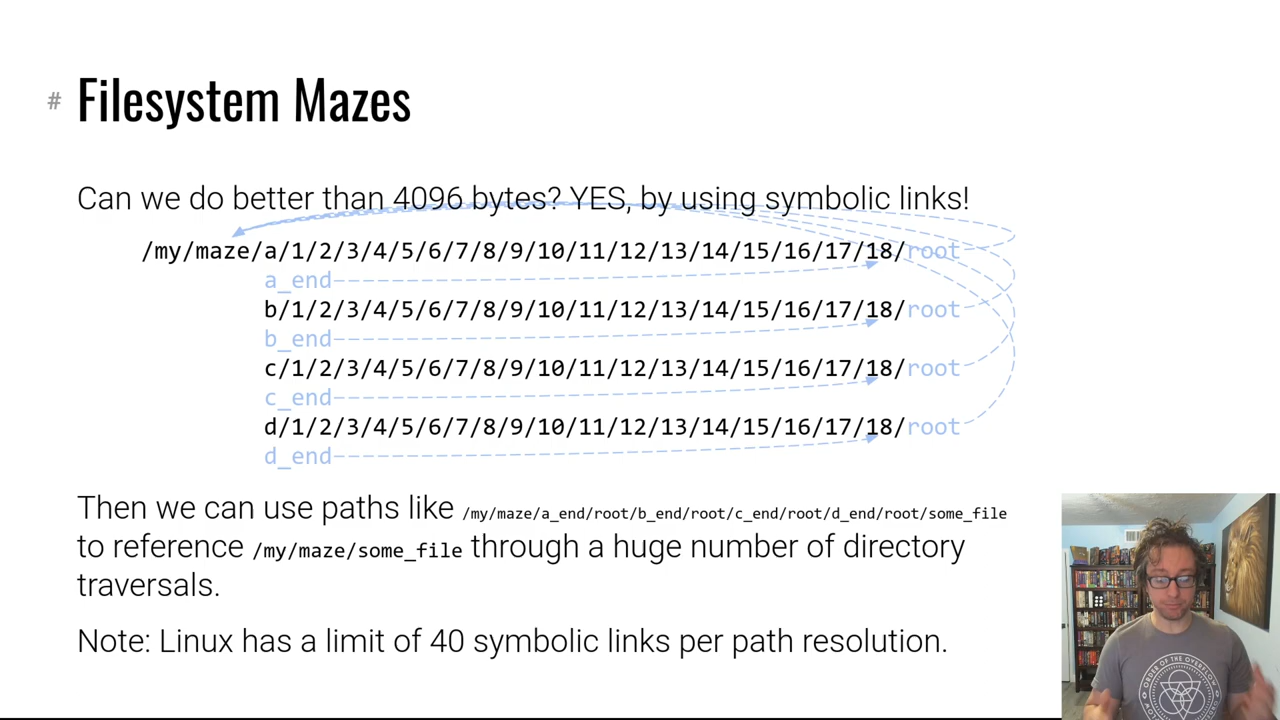 # Filesystem Mazes
Can we do better than 4096 bytes? YES, by using symbolic links!
/my/maze/a/1/2/3/4/5/6/7/8/9/10/11/12/13/14/15/16/17/18/root
a_end
b/1/2/3/4/5/6/7/8/9/10/11/12/13/14/15/16/17/18/root
b_end
c/1/2/3/4/5/6/7/8/9/10/11/12/13/14/15/16/17/18/root
c_end
d/1/2/3/4/5/6/7/8/9/10/11/12/13/14/15/16/17/18/root
d_end
Then we can use paths like /my/maze/a_end/root/b_end/root/c_end/root/d_end/root/some_file
to reference /my/maze/some_file through a huge number of directory
traversals.
Note: Linux has a limit of 40 symbolic links per path resolution.
ORDER OF THE OVERFLOW